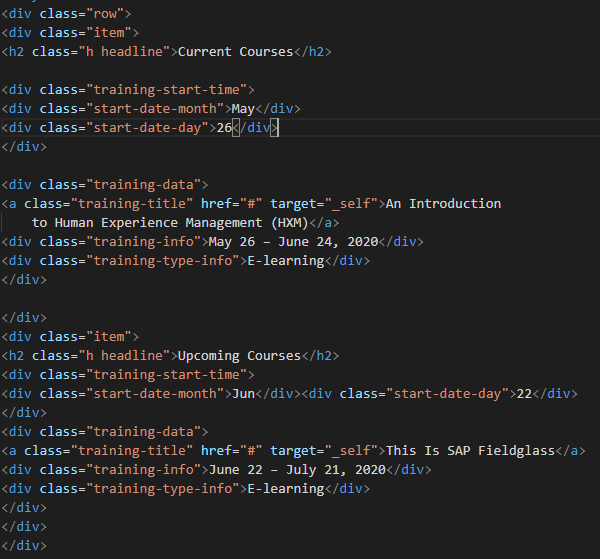 <div class="row">
<div class="item">
<h2 class="h headline">Current Courses</h2>
<div class="training-start-time">
<div class="start-date-month">May</div>
<div class="start-date-day">26</div>
</div>
<div class="training-data">
<a class="training-title" href="#" target="_self">An Introduction
to Human Experience Management (HXM)</a>
<div class="training-info">May 26 – June 24, 2020</div>
<div class="training-type-info">E-learning</div>
</div>
</div>
<div class="item">
<h2 class="h headline">Upcoming Courses</h2>
<div class="training-start-time">
<div class="start-date-month">Jun</div><div class="start-date-day">22</div>
</div>
<div class="training-data">
<a class="training-title" href="#" target="_self">This Is SAP Fieldglass</a>
<div class="training-info">June 22 – July 21, 2020</div>
<div class="training-type-info">E-learning</div>
</div>
</div>
</div>